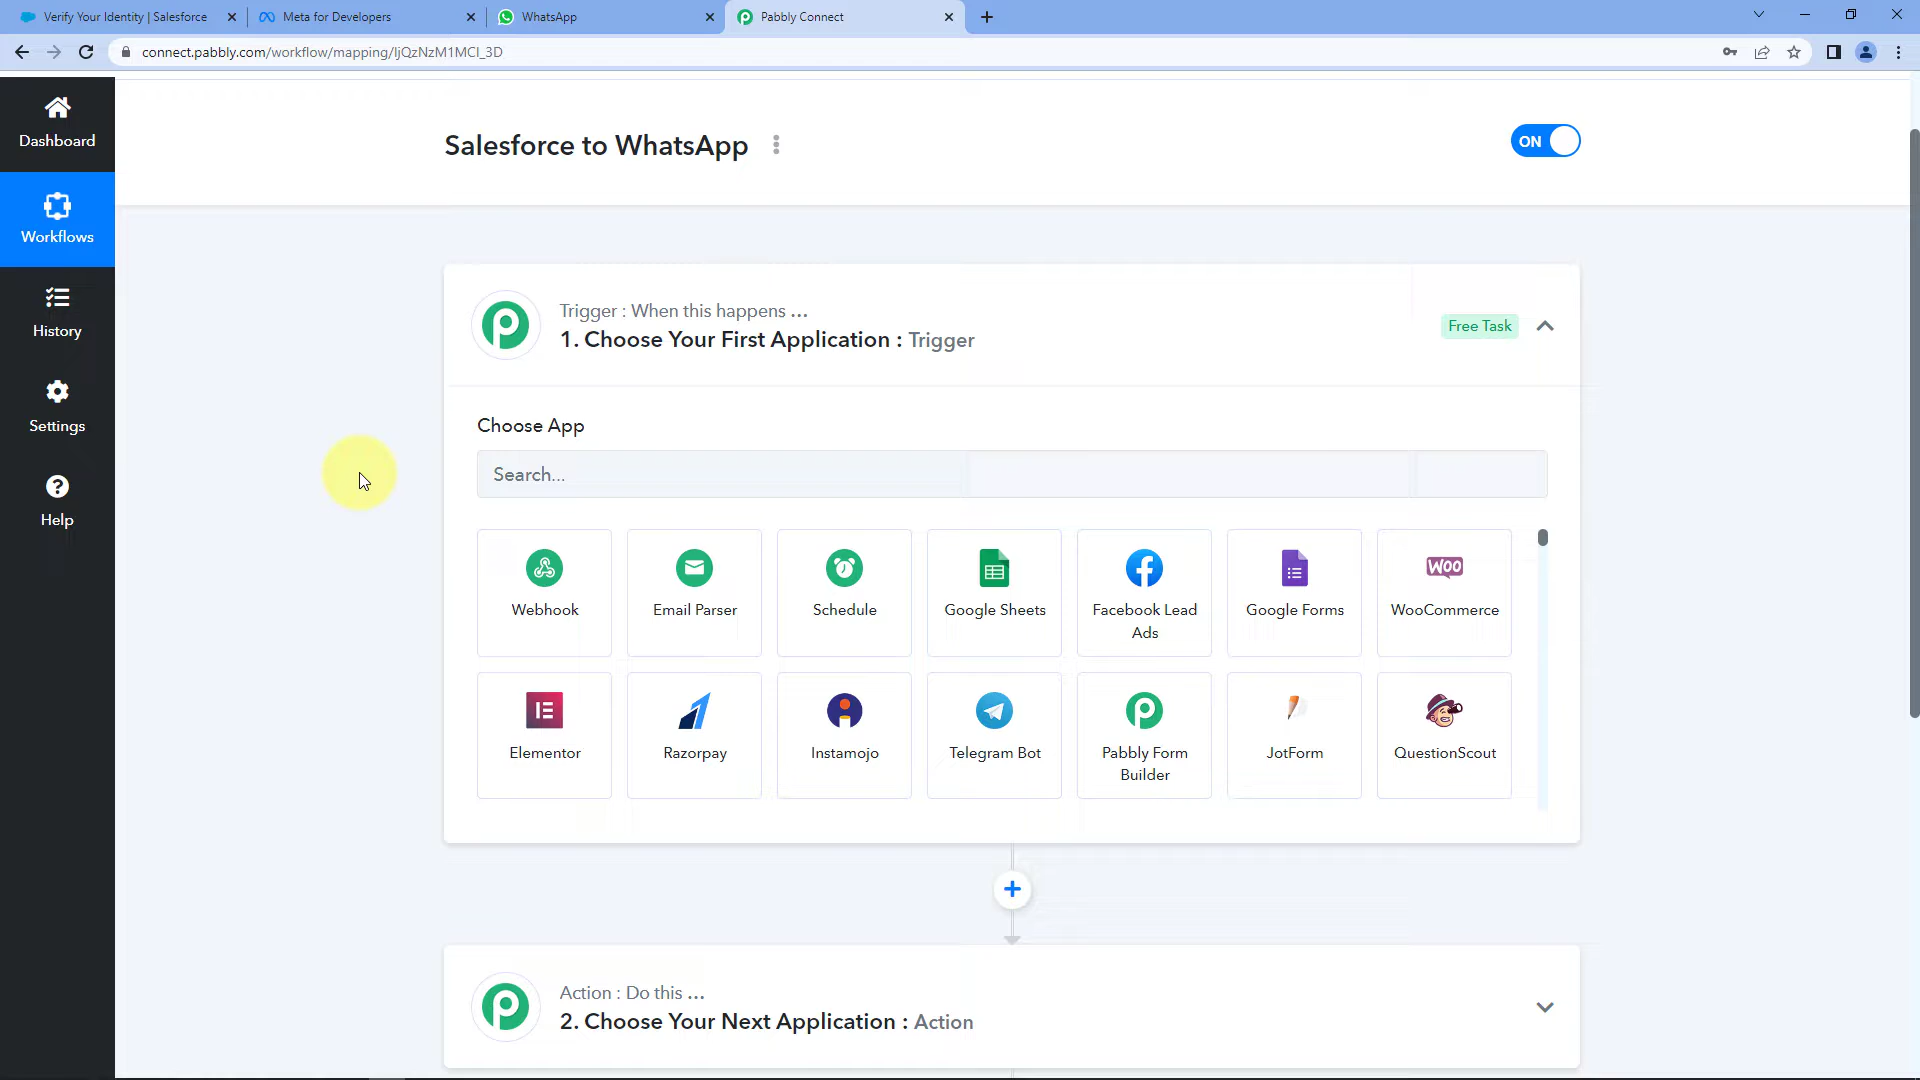 Verify Your Identity | Salesforce
Meta for Developers
WhatsApp
Pabbly Connect
connect.pabbly.com/workflow/mapping/IjQzNzM1MCI_3D
Dashboard
Workflows
History
Settings
Help
Salesforce to WhatsApp
ON
Trigger : When this happens ...
1. Choose Your First Application : Trigger
Free Task
Choose App
Search...
Webhook
Email Parser
Schedule
Google Sheets
Facebook Lead
Ads
Google Forms
Woo
WooCommerce
Elementor
Razorpay
Instamojo
Telegram Bot
Pabbly Form
Builder
JotForm
QuestionScout
Action : Do this ...
2. Choose Your Next Application : Action